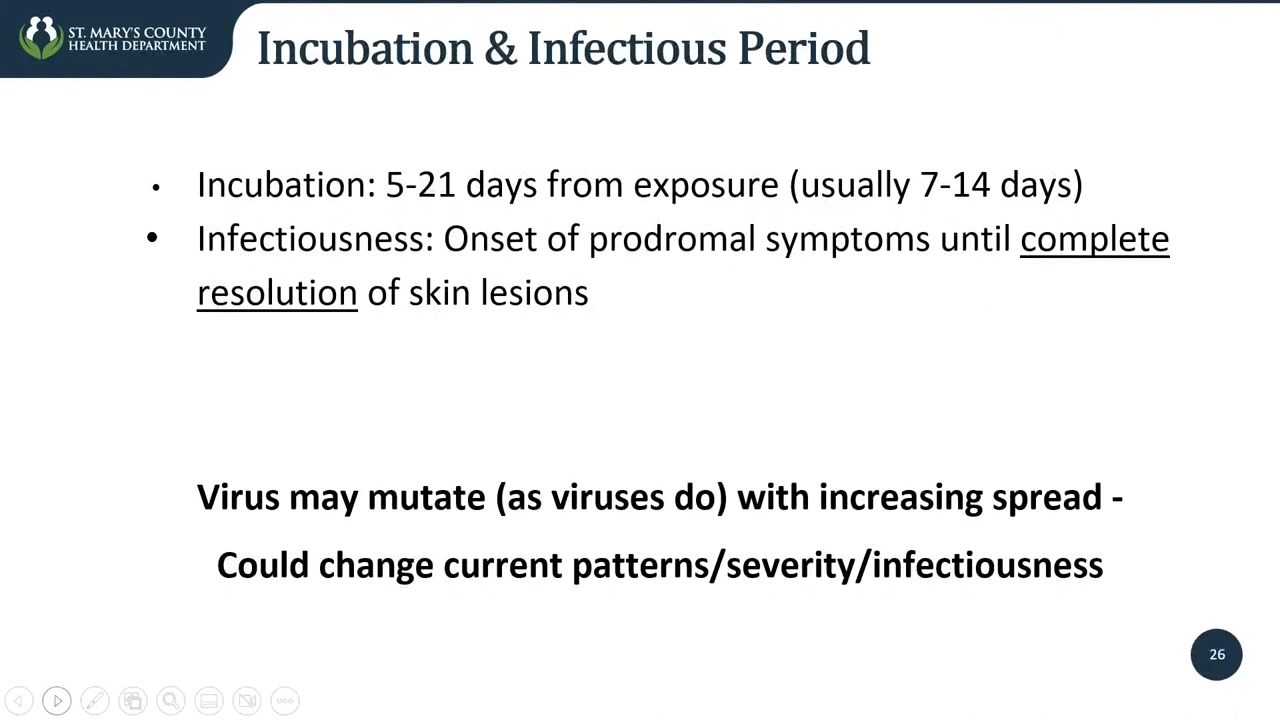 ST. MARY'S COUNTY
HEALTH DEPARTMENT
Incubation & Infectious Period
• Incubation: 5-21 days from exposure (usually 7-14 days)
• Infectiousness: Onset of prodromal symptoms until complete
resolution of skin lesions
Virus may mutate (as viruses do) with increasing spread -
Could change current patterns/severity/infectiousness
26